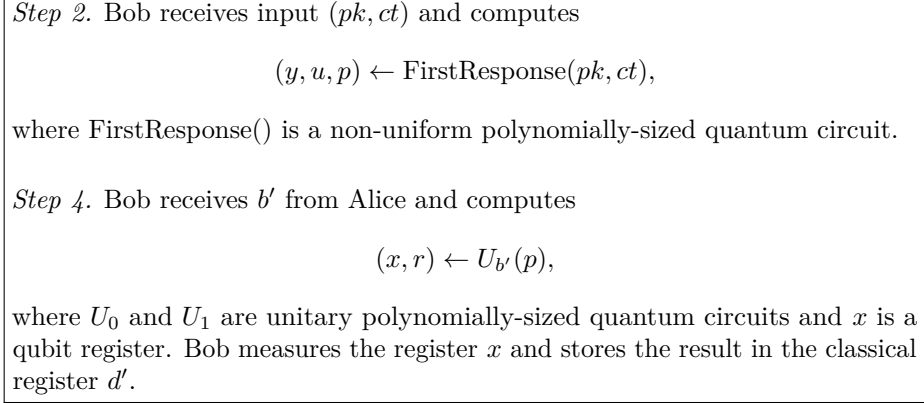 Step 2. Bob receives input (pk, ct) and computes
(y, u, p) ← FirstResponse(pk, ct),
where FirstResponse() is a non-uniform polynomially-sized quantum circuit.
Step 4. Bob receives b′ from Alice and computes
(x, r) ← U_{b′}(p),
where U₀ and U₁ are unitary polynomially-sized quantum circuits and x is a
qubit register. Bob measures the register x and stores the result in the classical
register d′.